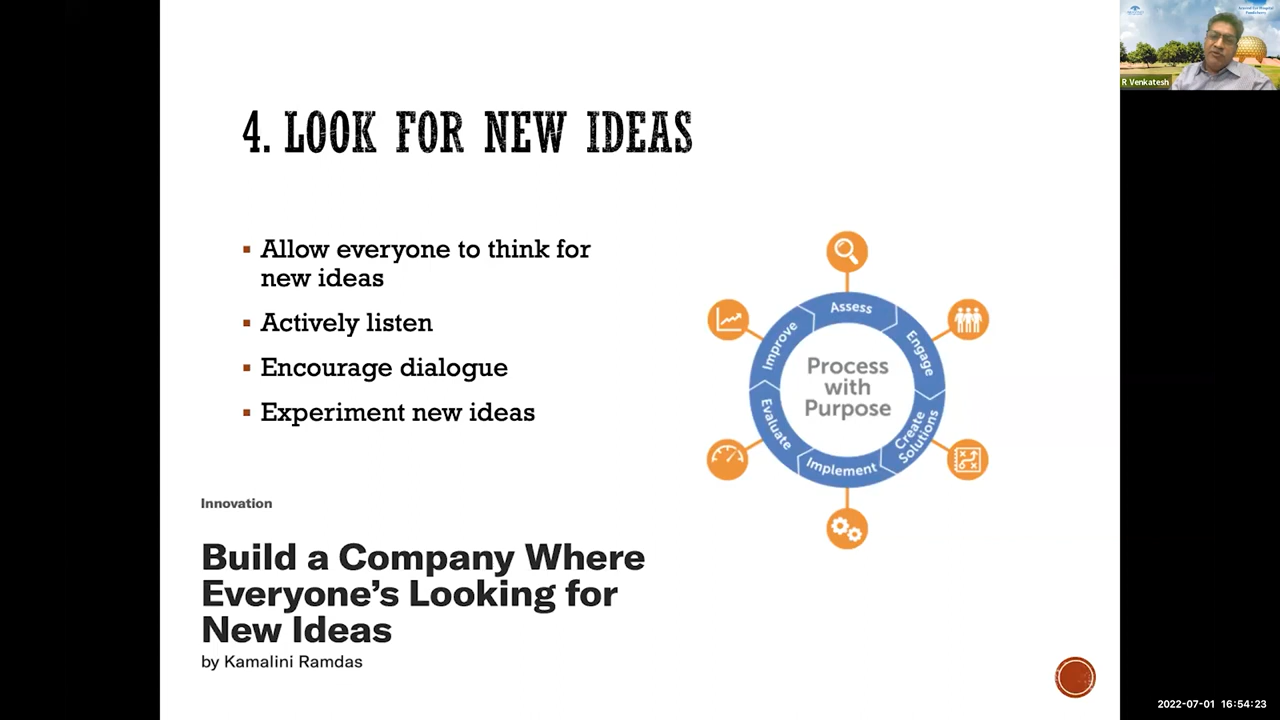 4. LOOK FOR NEW IDEAS
Allow everyone to think for
new ideas
Actively listen
Encourage dialogue
Experiment new ideas
Assess
Engage
Create
Solutions
Implement
Evaluate
Improve
Process
with
Purpose
Innovation
Build a Company Where
Everyone’s Looking for
New Ideas
by Kamalini Ramdas
R Venkatesh
2022-07-01 16:54:23